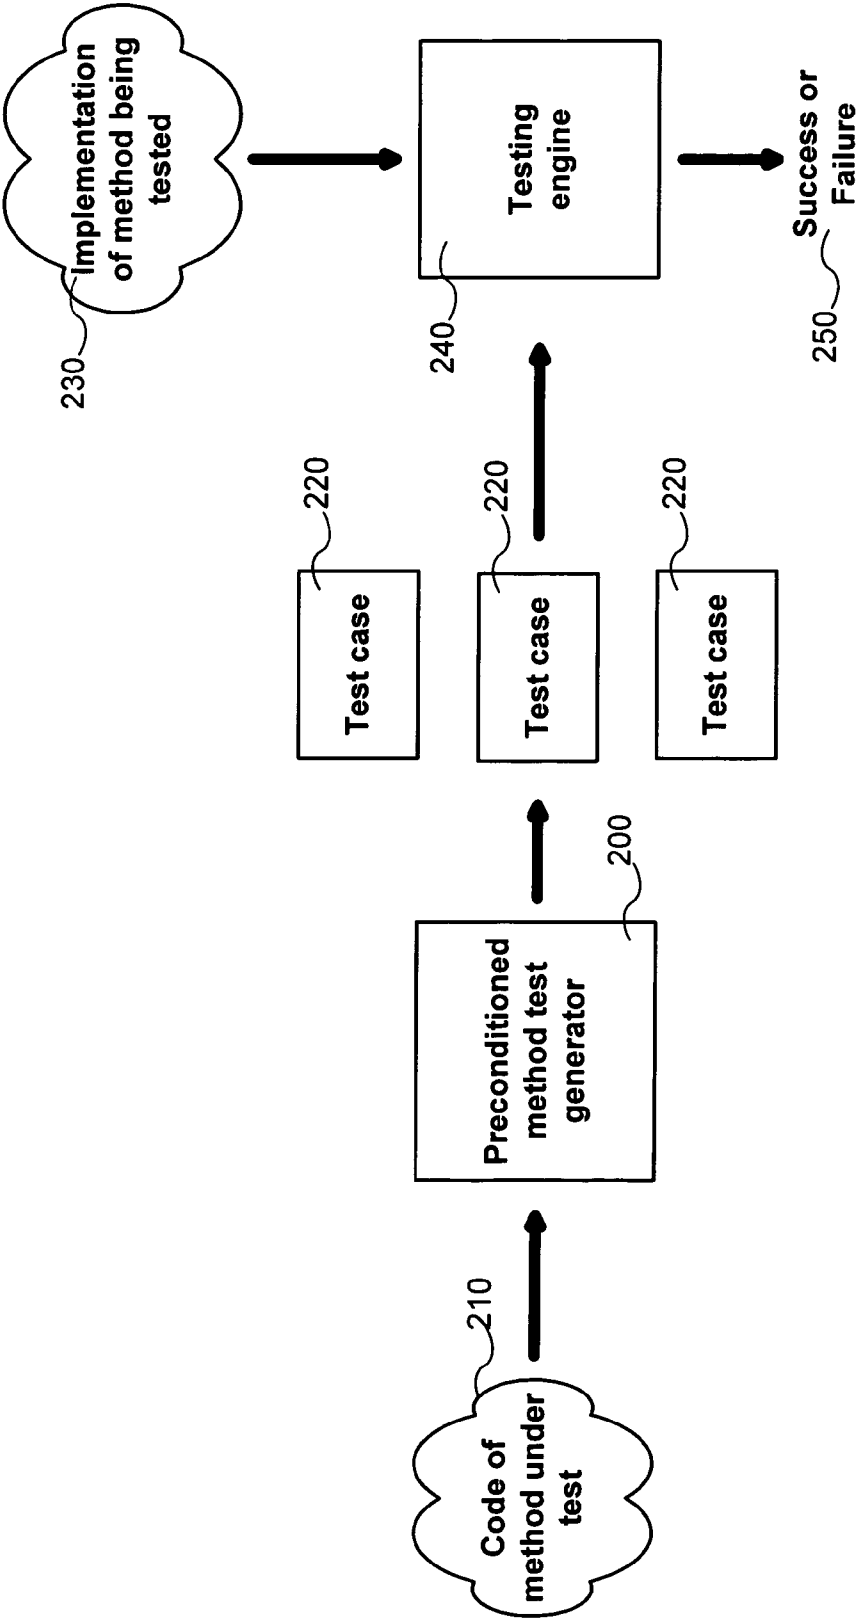 Code of
method under
test
210
Preconditioned
method test
generator
200
Test case
220
Test case
220
Test case
220
Implementation
of method being
tested
230
Testing
engine
240
Success or
Failure
250